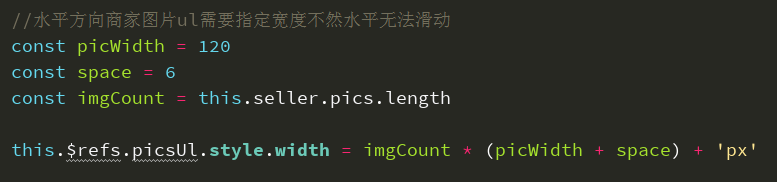 //水平方向商家图片ul需要指定宽度不然水平无法滑动
const picWidth = 120
const space = 6
const imgCount = this.seller.pics.length
this.$refs.picsUl.style.width = imgCount * (picWidth + space) + 'px'